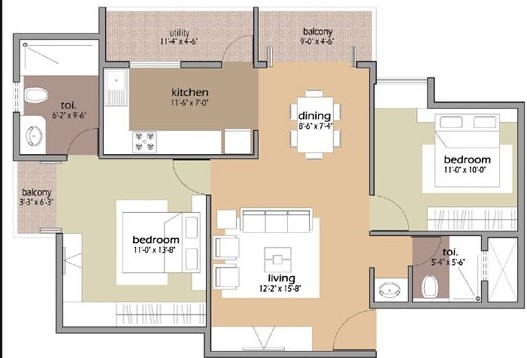 utility
11'-4" x 4'-6"
balcony
9'-0" x 4'-6"
kitchen
11'-6" x 7'-0"
toi.
6'-2" x 9'-6"
dining
8'-6" x 7'-4"
bedroom
11'-0" x 10'-0"
balcony
3'-3" x 6'-3"
bedroom
11'-0" x 13'-8"
living
12'-2" x 15'-8"
toi.
5'-4" x 5'-6"